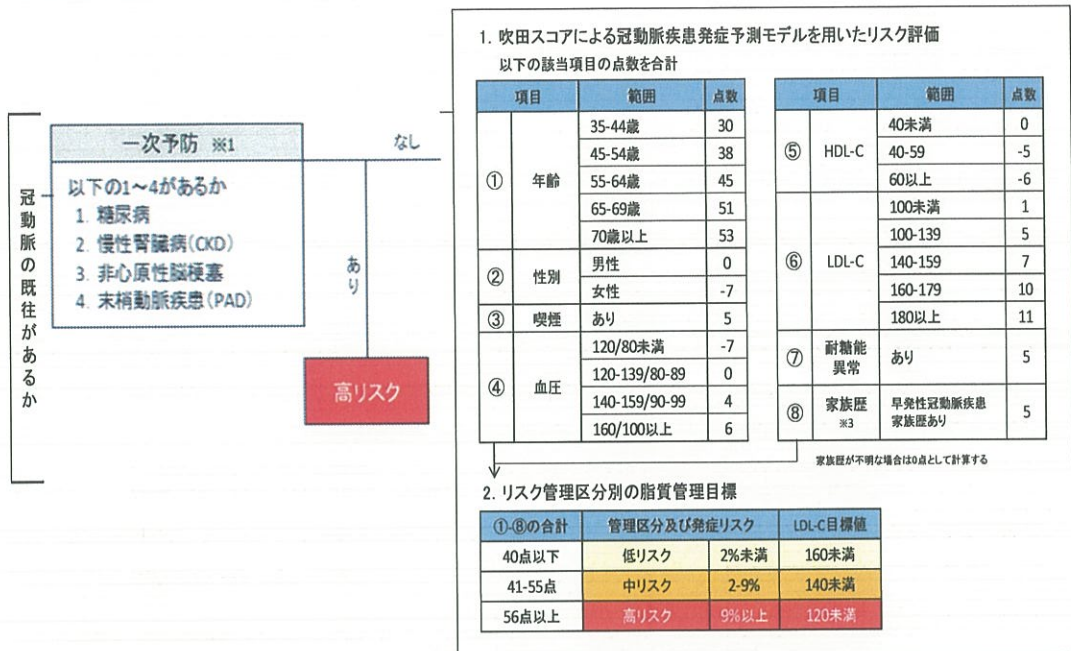 冠動脈の既往があるか
一次予防 ※1
以下の1~4があるか
1. 糖尿病
2. 慢性腎臓病(CKD)
3. 非心原性脳梗塞
4. 末梢動脈疾患(PAD)
なし
あり
高リスク
1. 吹田スコアによる冠動脈疾患発症予測モデルを用いたリスク評価
以下の該当項目の点数を合計
項目 範囲 点数
① 年齢
35-44歳 30
45-54歳 38
55-64歳 45
65-69歳 51
70歳以上 53
② 性別
男性 0
女性 -7
③ 喫煙 あり 5
④ 血圧
120/80未満 -7
120-139/80-89 0
140-159/90-99 4
160/100以上 6
項目 範囲 点数
⑤ HDL-C
40未満 0
40-59 -5
60以上 -6
⑥ LDL-C
100未満 1
100-139 5
140-159 7
160-179 10
180以上 11
⑦ 耐糖能異常 あり 5
⑧ 家族歴 ※3 早発性冠動脈疾患家族歴あり 5
家族歴が不明な場合は0点として計算する
2. リスク管理区分別の脂質管理目標
①-⑧の合計 管理区分及び発症リスク LDL-C目標値
40点以下 低リスク 2%未満 160未満
41-55点 中リスク 2-9% 140未満
56点以上 高リスク 9%以上 120未満